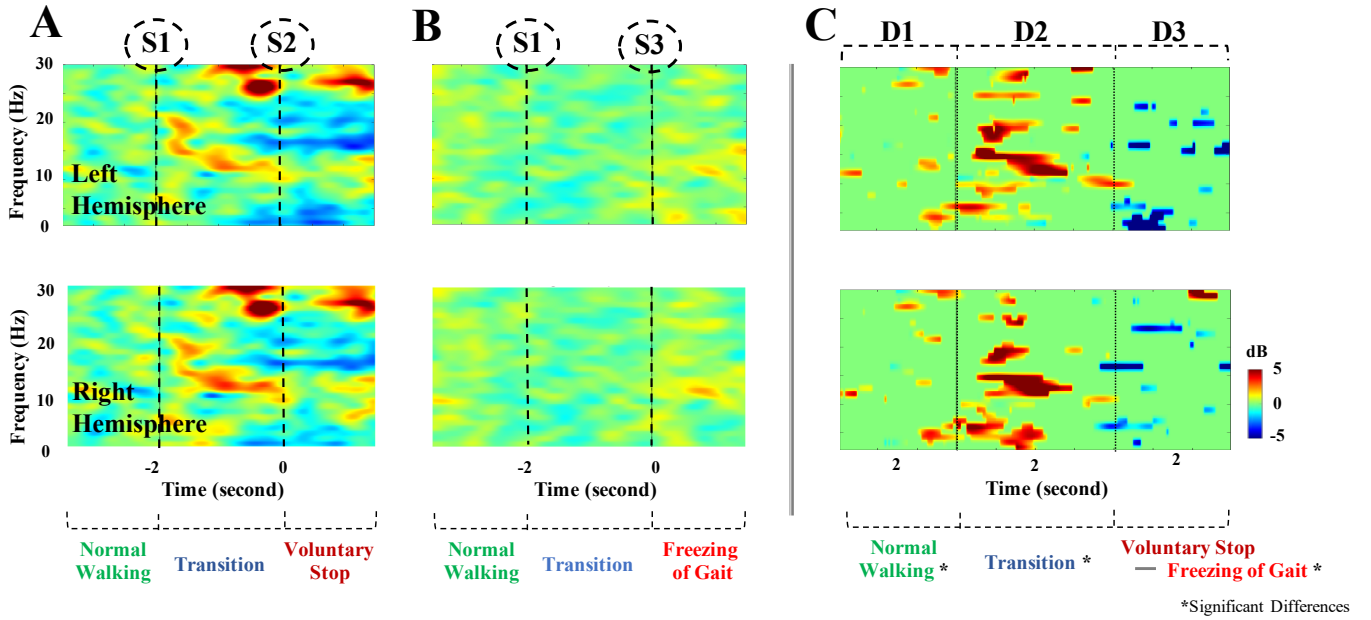 A
S1
S2
B
S1
S3
C
D1
D2
D3
Frequency (Hz)
30
20
10
0
Left
Hemisphere
Frequency (Hz)
30
20
10
0
Right
Hemisphere
dB
5
0
-5
-2
0
-2
0
2
2
2
Time (second)
Time (second)
Time (second)
Normal
Walking
Transition
Voluntary
Stop
Normal
Walking
Transition
Freezing
of Gait
Normal
Walking *
Transition *
Voluntary Stop
— Freezing of Gait *
*Significant Differences